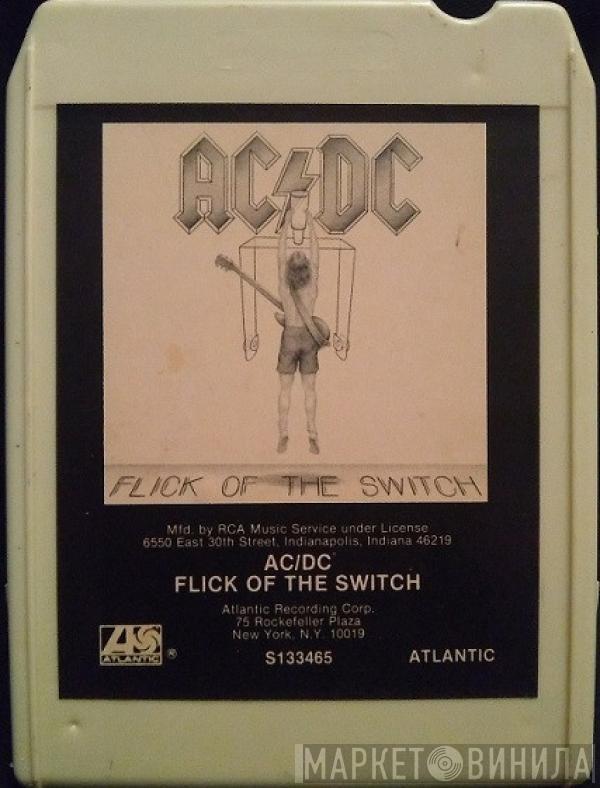 AC/DC
FLICK OF THE SWITCH
Mfd. by RCA Music Service under License
6550 East 30th Street, Indianapolis, Indiana 46219
AC/DC
FLICK OF THE SWITCH
Atlantic Recording Corp.
75 Rockefeller Plaza
New York, N.Y. 10019
ATLANTIC ®
S133465 ATLANTIC
МАРКЕТ ВИНИЛА